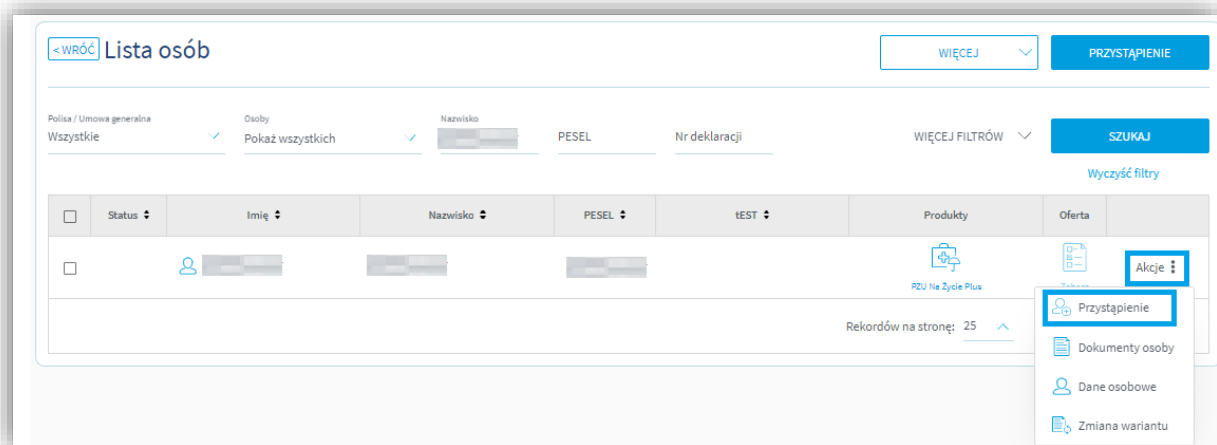 < WRÓĆ Lista osób WIĘCEJ PRZYSTĄPIENIE
Polisa / Umowa generalna Osoby Nazwisko
Wszystkie Pokaż wszystkich PESEL Nr deklaracji WIĘCEJ FILTRÓW SZUKAJ
Wyczyść filtry
Status Imię Nazwisko PESEL tEST Produkty Oferta
Akcje
PZU Na Życie Plus
Przystąpienie
Rekordów na stronę: 25
Dokumenty osoby
Dane osobowe
Zmiana wariantu